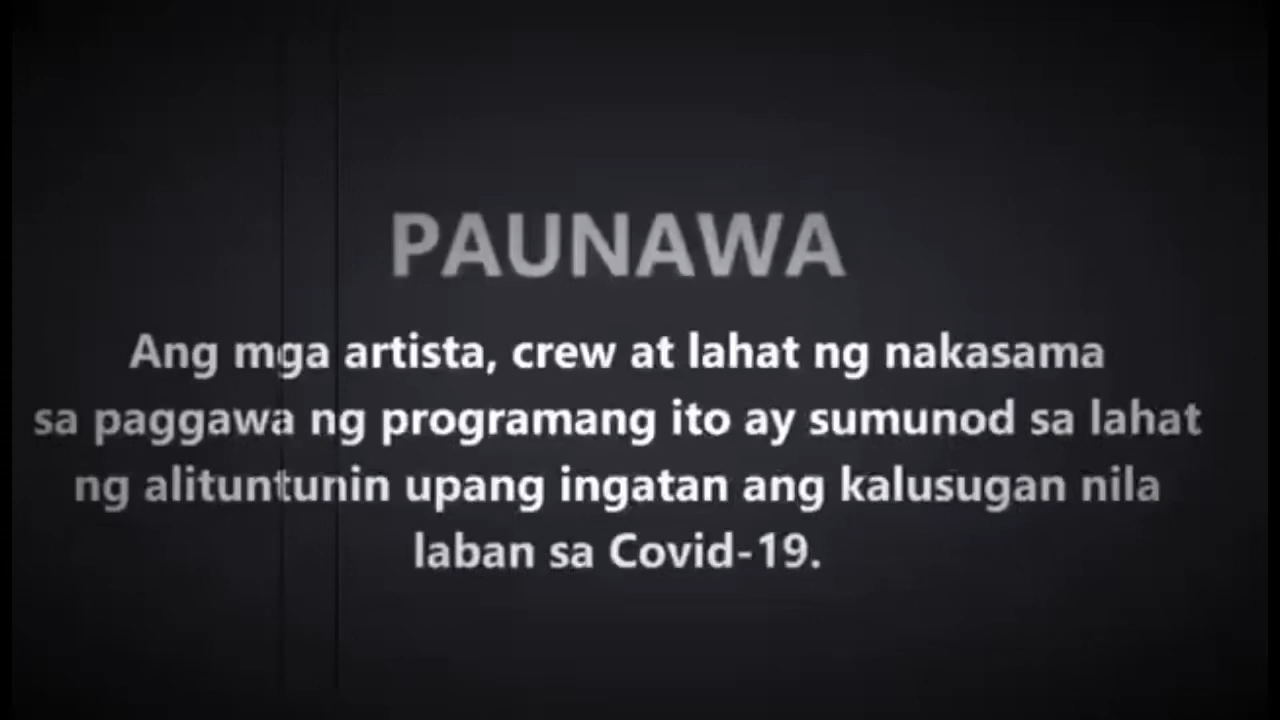 PAUNAWA
Ang mga artista, crew at lahat ng nakasama
sa paggawa ng programang ito ay sumunod sa lahat
ng alituntunin upang ingatan ang kalusugan nila
laban sa Covid-19.